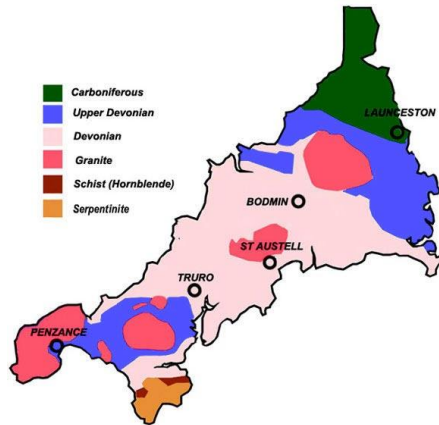 Carboniferous
Upper Devonian
Devonian
Granite
Schist (Hornblende)
Serpentinite
LAUNCESTON
BODMIN
ST AUSTELL
TRURO
PENZANCE